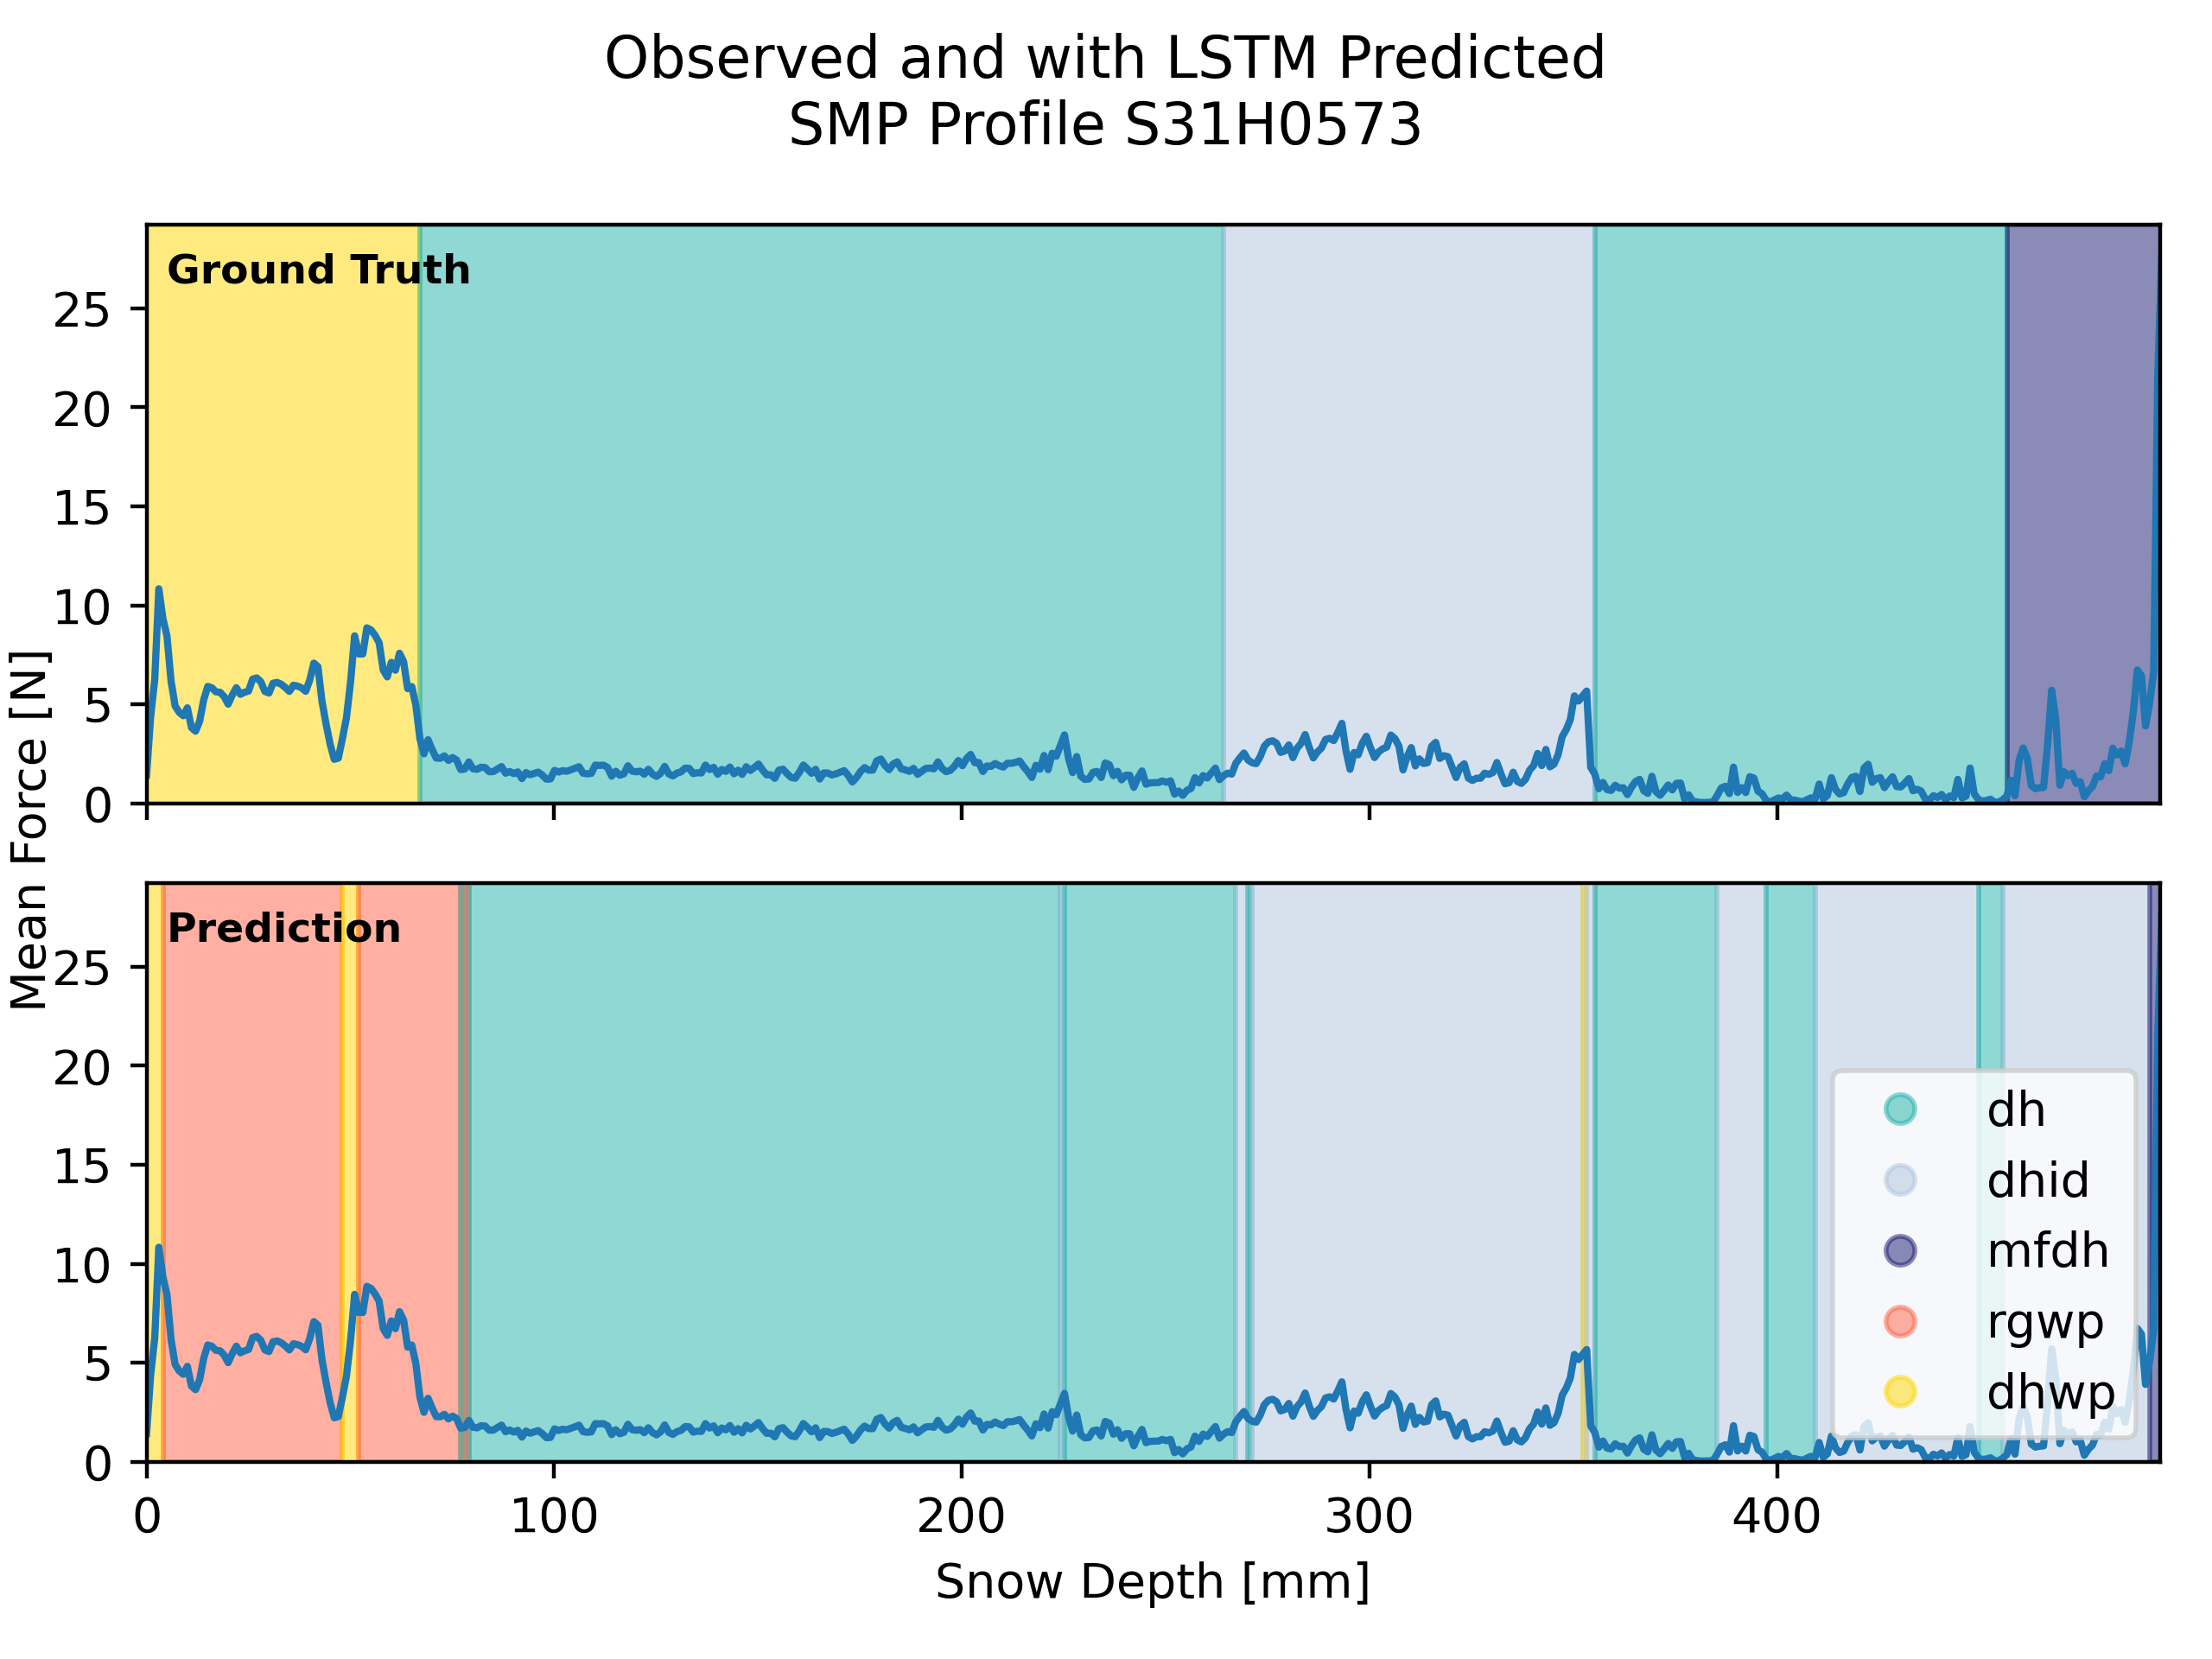 Observed and with LSTM Predicted
SMP Profile S31H0573
Mean Force [N]
Ground Truth
25
20
15
10
5
0
Prediction
25
20
15
10
5
0
dh
dhid
mfdh
rgwp
dhwp
0 100 200 300 400
Snow Depth [mm]